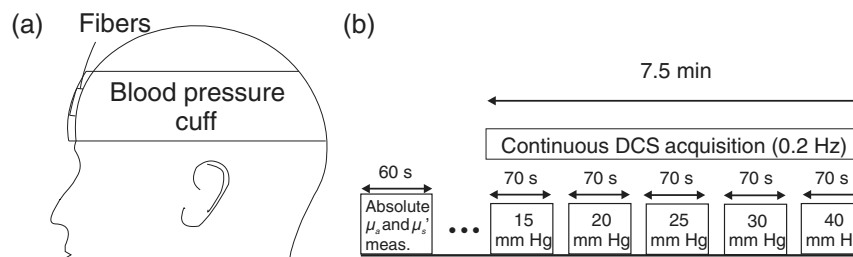 (a)
Fibers
Blood pressure
cuff
(b)
7.5 min
Continuous DCS acquisition (0.2 Hz)
60 s
70 s
70 s
70 s
70 s
70 s
Absolute
μa and μs'
meas.
•••
15
mm Hg
20
mm Hg
25
mm Hg
30
mm Hg
40
mm H